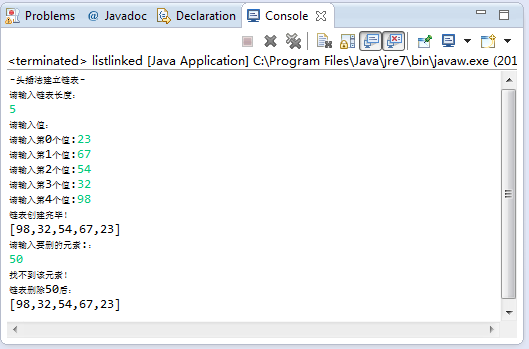 Problems @ Javadoc Declaration Console
<terminated> listlinked [Java Application] C:\Program Files\Java\jre7\bin\javaw.exe (201
-头插法建立链表-
请输入链表长度:
5
请输入值:
请输入第0个值:23
请输入第1个值:67
请输入第2个值:54
请输入第3个值:32
请输入第4个值:98
链表创建完毕!
[98,32,54,67,23]
请输入要删的元素::
50
找不到该元素!
链表删除50后:
[98,32,54,67,23]